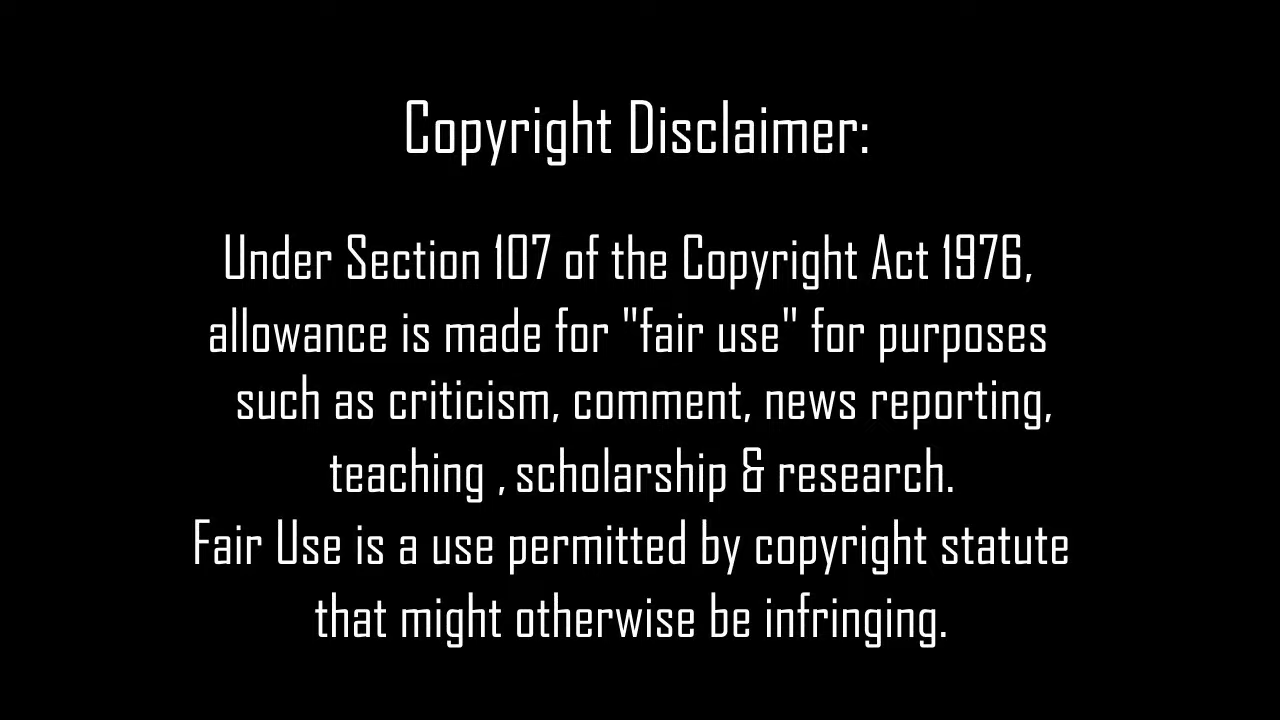 Copyright Disclaimer:
Under Section 107 of the Copyright Act 1976,
allowance is made for "fair use" for purposes
such as criticism, comment, news reporting,
teaching , scholarship & research.
Fair Use is a use permitted by copyright statute
that might otherwise be infringing.